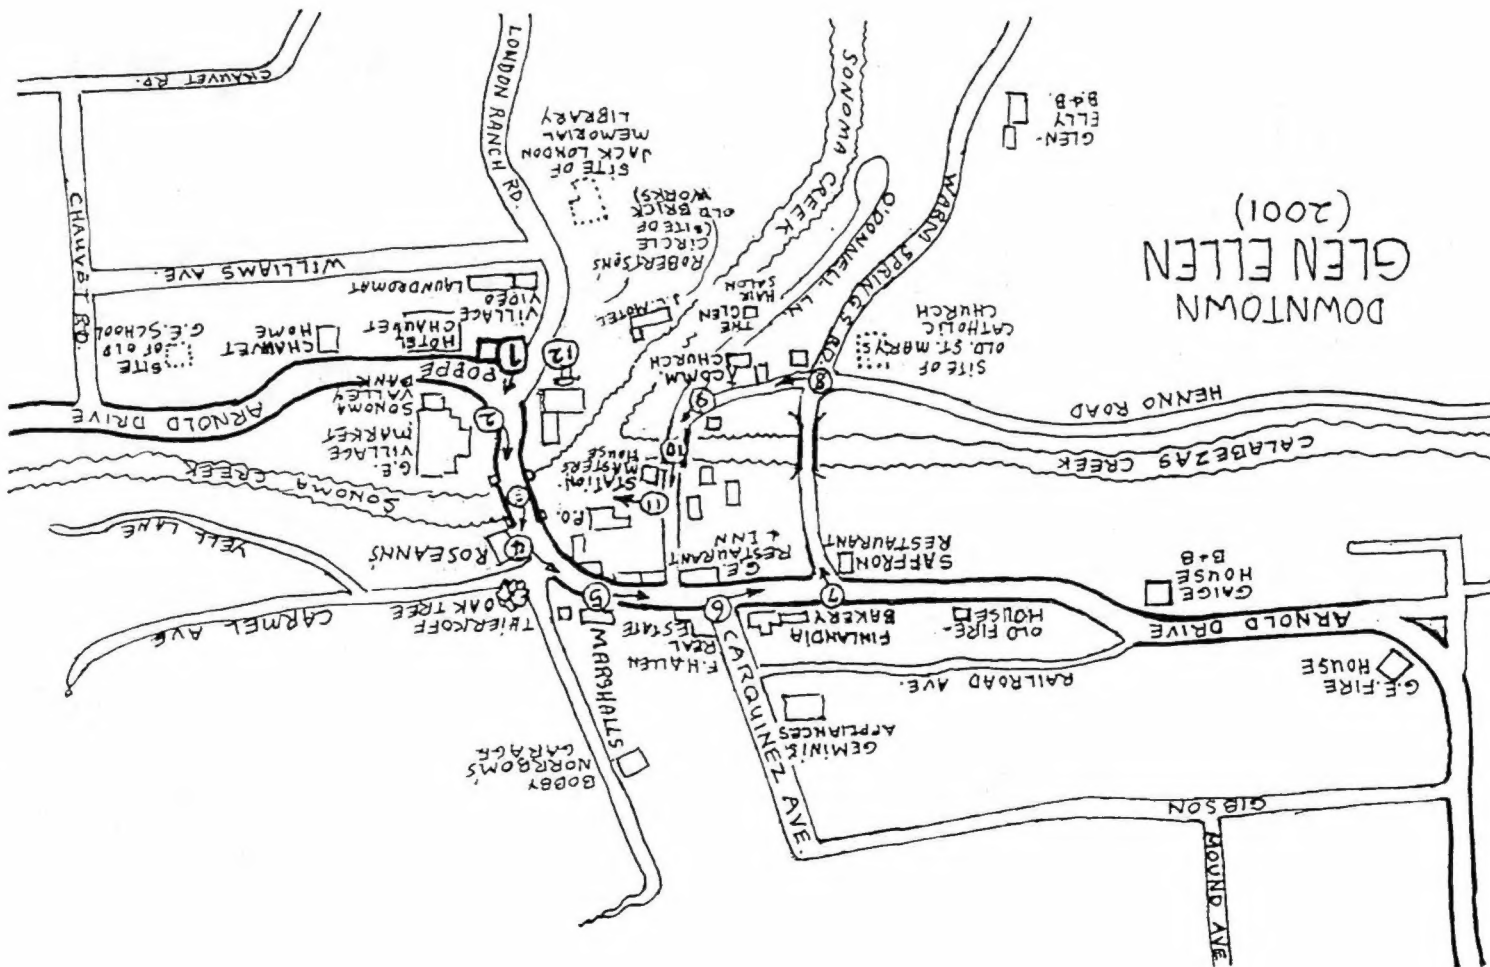 DOWNTOWN
GLEN ELLEN
(2001)
GLEN-
ELLY
B.&B.
WARM SPRINGS RD.
SONOMA CREEK
O'DONNELL LN.
SITE OF
OLD ST. MARYS
CATHOLIC
CHURCH
HENNO ROAD
CALABEZAS CREEK
LONDON RANCH RD.
SITE OF
JACK LONDON
MEMORIAL
LIBRARY
ROBERTSONS'
CIRCLE
(SITE OF
OLD BRICK
WORKS)
J.L. MOTEL
THE
GLEN
HAIR
SALON
COMM.
CHURCH
CHAUVET RD.
CHAUVET RD.
WILLIAMS AVE.
VILLAGE
VIDEO
LAUNDROMAT
HOTEL
CHAUVET
CHAUVET
HOME
SITE
OF OLD
G.E. SCHOOL
POPPE
ARNOLD DRIVE
SONOMA
VALLEY
BANK
G.E.
VILLAGE
MARKET
SONOMA CREEK
STATION-
MASTERS
HOUSE
P.O.
ROSEANN'S
YELL LANE
CARMEL AVE.
THIERKOFF
OAK TREE
MARSHALLS
BOBBY
NORRBOM'S
GARAGE
F.H. ALLEN
REAL
ESTATE
G.E.
RESTAURANT
& INN
SAFFRON
RESTAURANT
FINLANDIA
BAKERY
OLD FIRE-
HOUSE
CARQUINEZ AVE.
GEMINI'S
APPLIANCES
RAILROAD AVE.
GAIGE
HOUSE
B+B
ARNOLD DRIVE
G.E. FIRE
HOUSE
GIBSON
MOUND AVE.
1
2
3
4
5
6
7
8
9
10
11
12